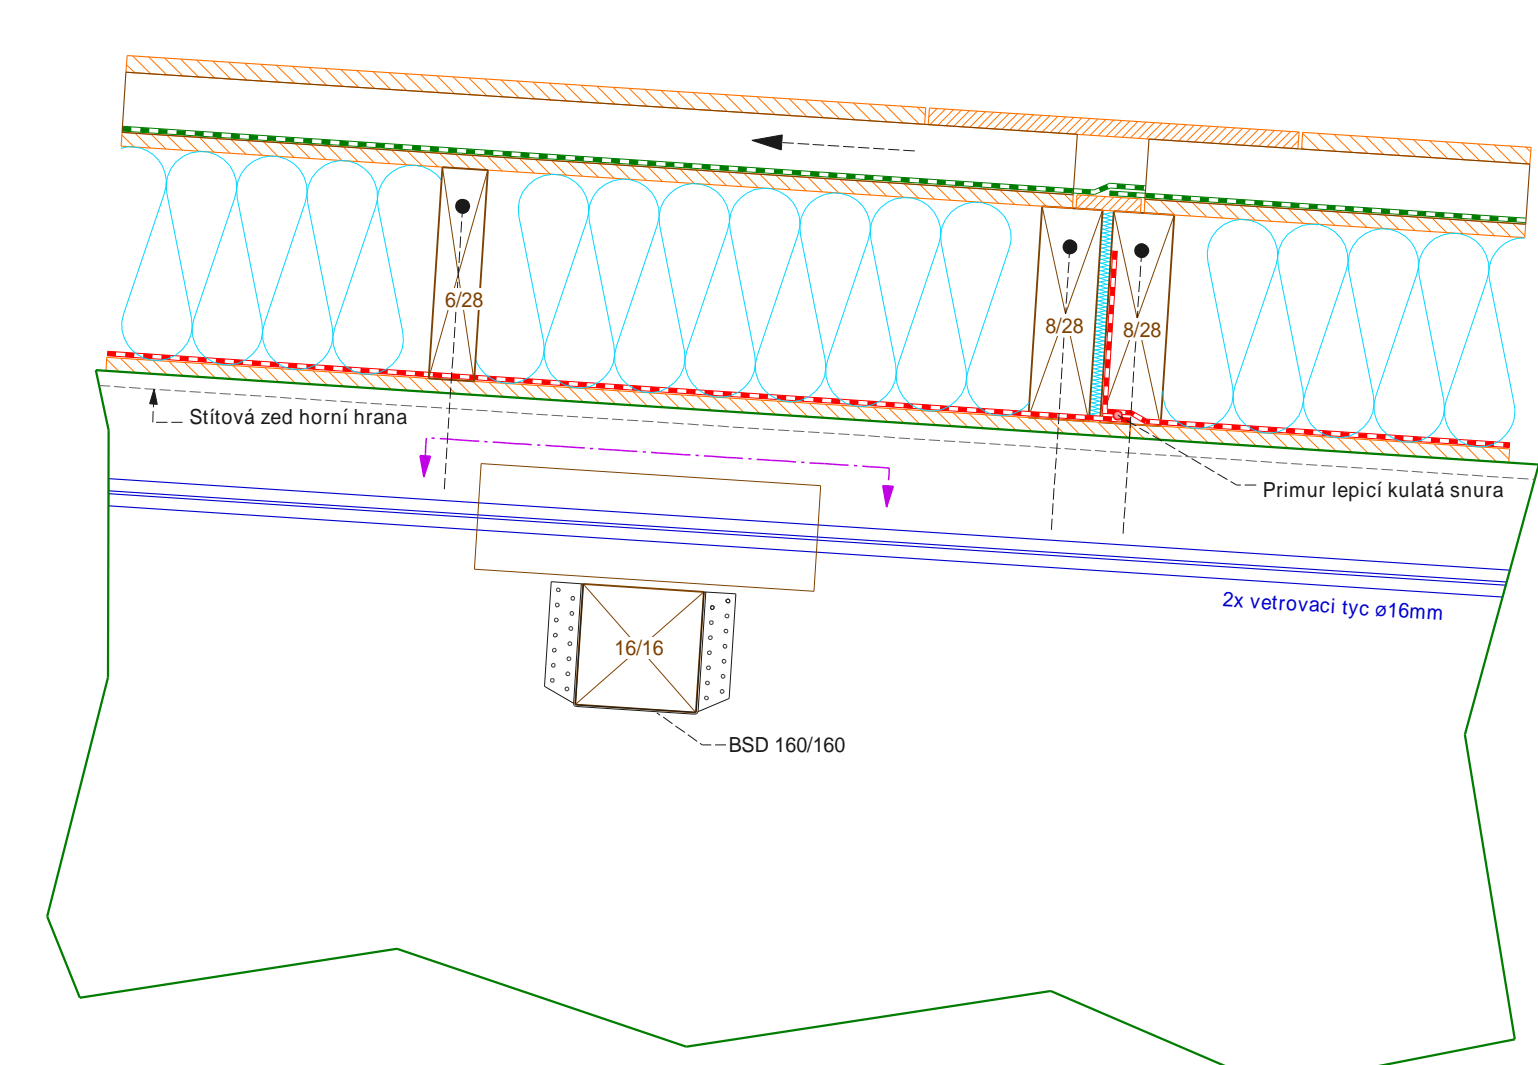 6/28
8/28
8/28
Stítová zed horní hrana
Primur lepicí kulatá snura
2x vetrovaci tyc ø16mm
16/16
BSD 160/160